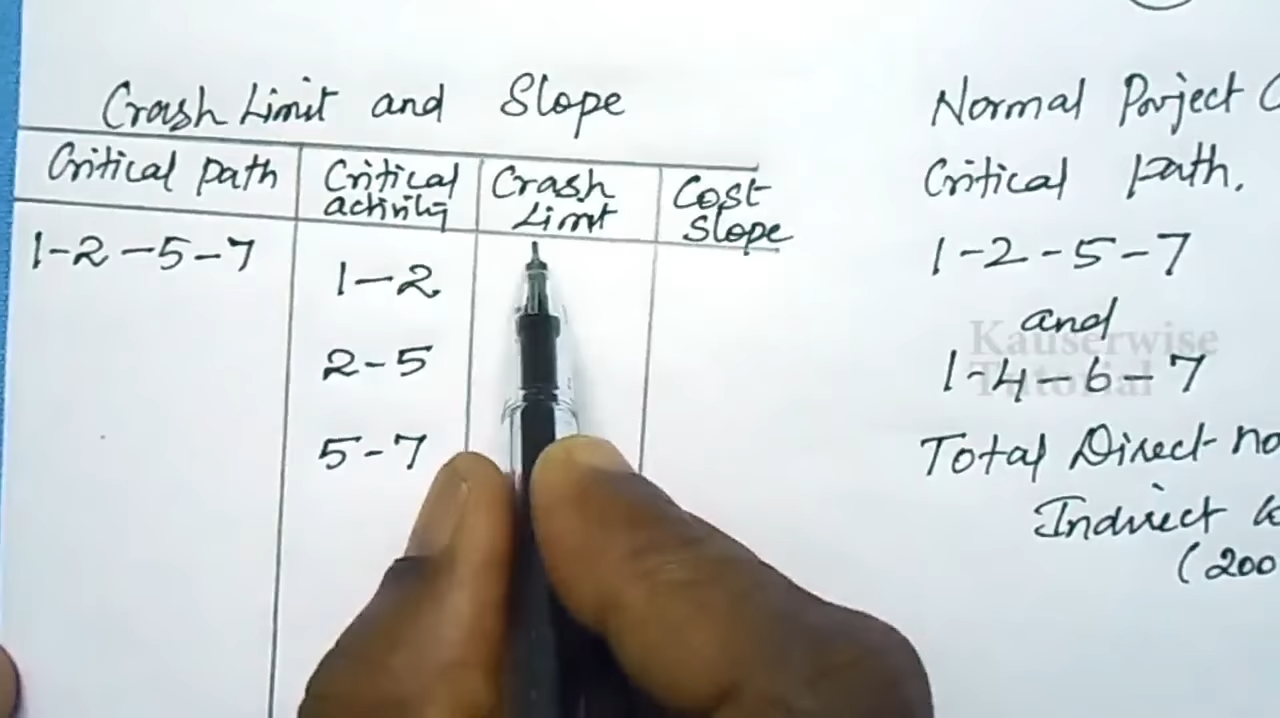 Crash Limit and Slope
Critical path
Critical activity
Crash Limit
Cost Slope
1-2-5-7
1-2
2-5
5-7
Normal Porject
Critical path.
1-2-5-7
and
1-4-6-7
Total Direct
Indirect
(200
Kauserwise
Tutorial